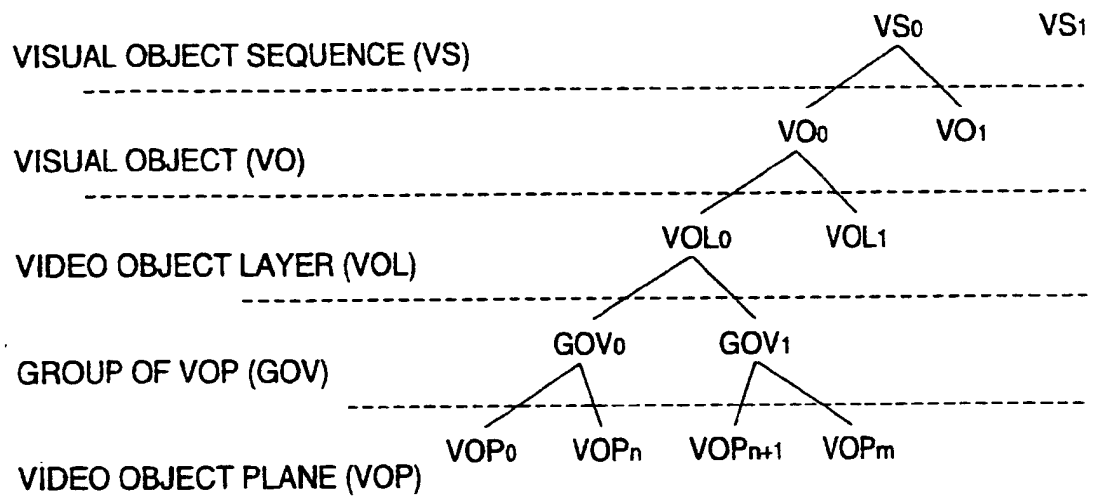 VS0 VS1
VISUAL OBJECT SEQUENCE (VS)
VO0 VO1
VISUAL OBJECT (VO)
VOL0 VOL1
VIDEO OBJECT LAYER (VOL)
GOV0 GOV1
GROUP OF VOP (GOV)
VOP0 VOPn VOPn+1 VOPm
VIDEO OBJECT PLANE (VOP)